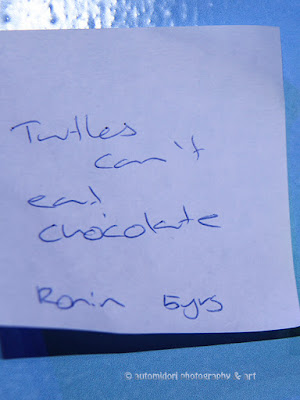 Turtles
can't
eat
chocolate
Ronin 5yrs
© automidori photography & art